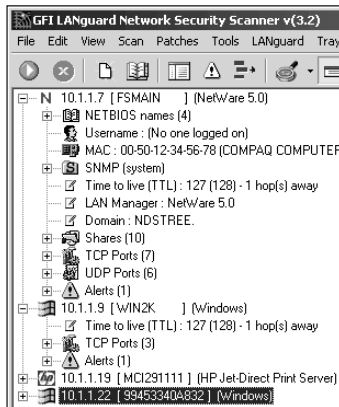 GFI LANguard Network Security Scanner v(3.2)
File Edit View Scan Patches Tools LANguard Tray
N 10.1.1.7 [ FSMAIN ] (NetWare 5.0)
NETBIOS names (4)
Username : (No one logged on)
MAC : 00-50-12-34-56-78 (COMPAQ COMPUTER
S SNMP (system)
Time to live (TTL) : 127 (128) - 1 hop(s) away
LAN Manager : NetWare 5.0
Domain : NDSTREE.
Shares (10)
TCP Ports (7)
UDP Ports (6)
Alerts (1)
10.1.1.9 [ WIN2K ] (Windows)
Time to live (TTL) : 127 (128) - 1 hop(s) away
TCP Ports (3)
Alerts (1)
hp 10.1.1.19 [ MCI291111 ] (HP Jet-Direct Print Server)
10.1.1.22 [ 99453340A832 ] (Windows)